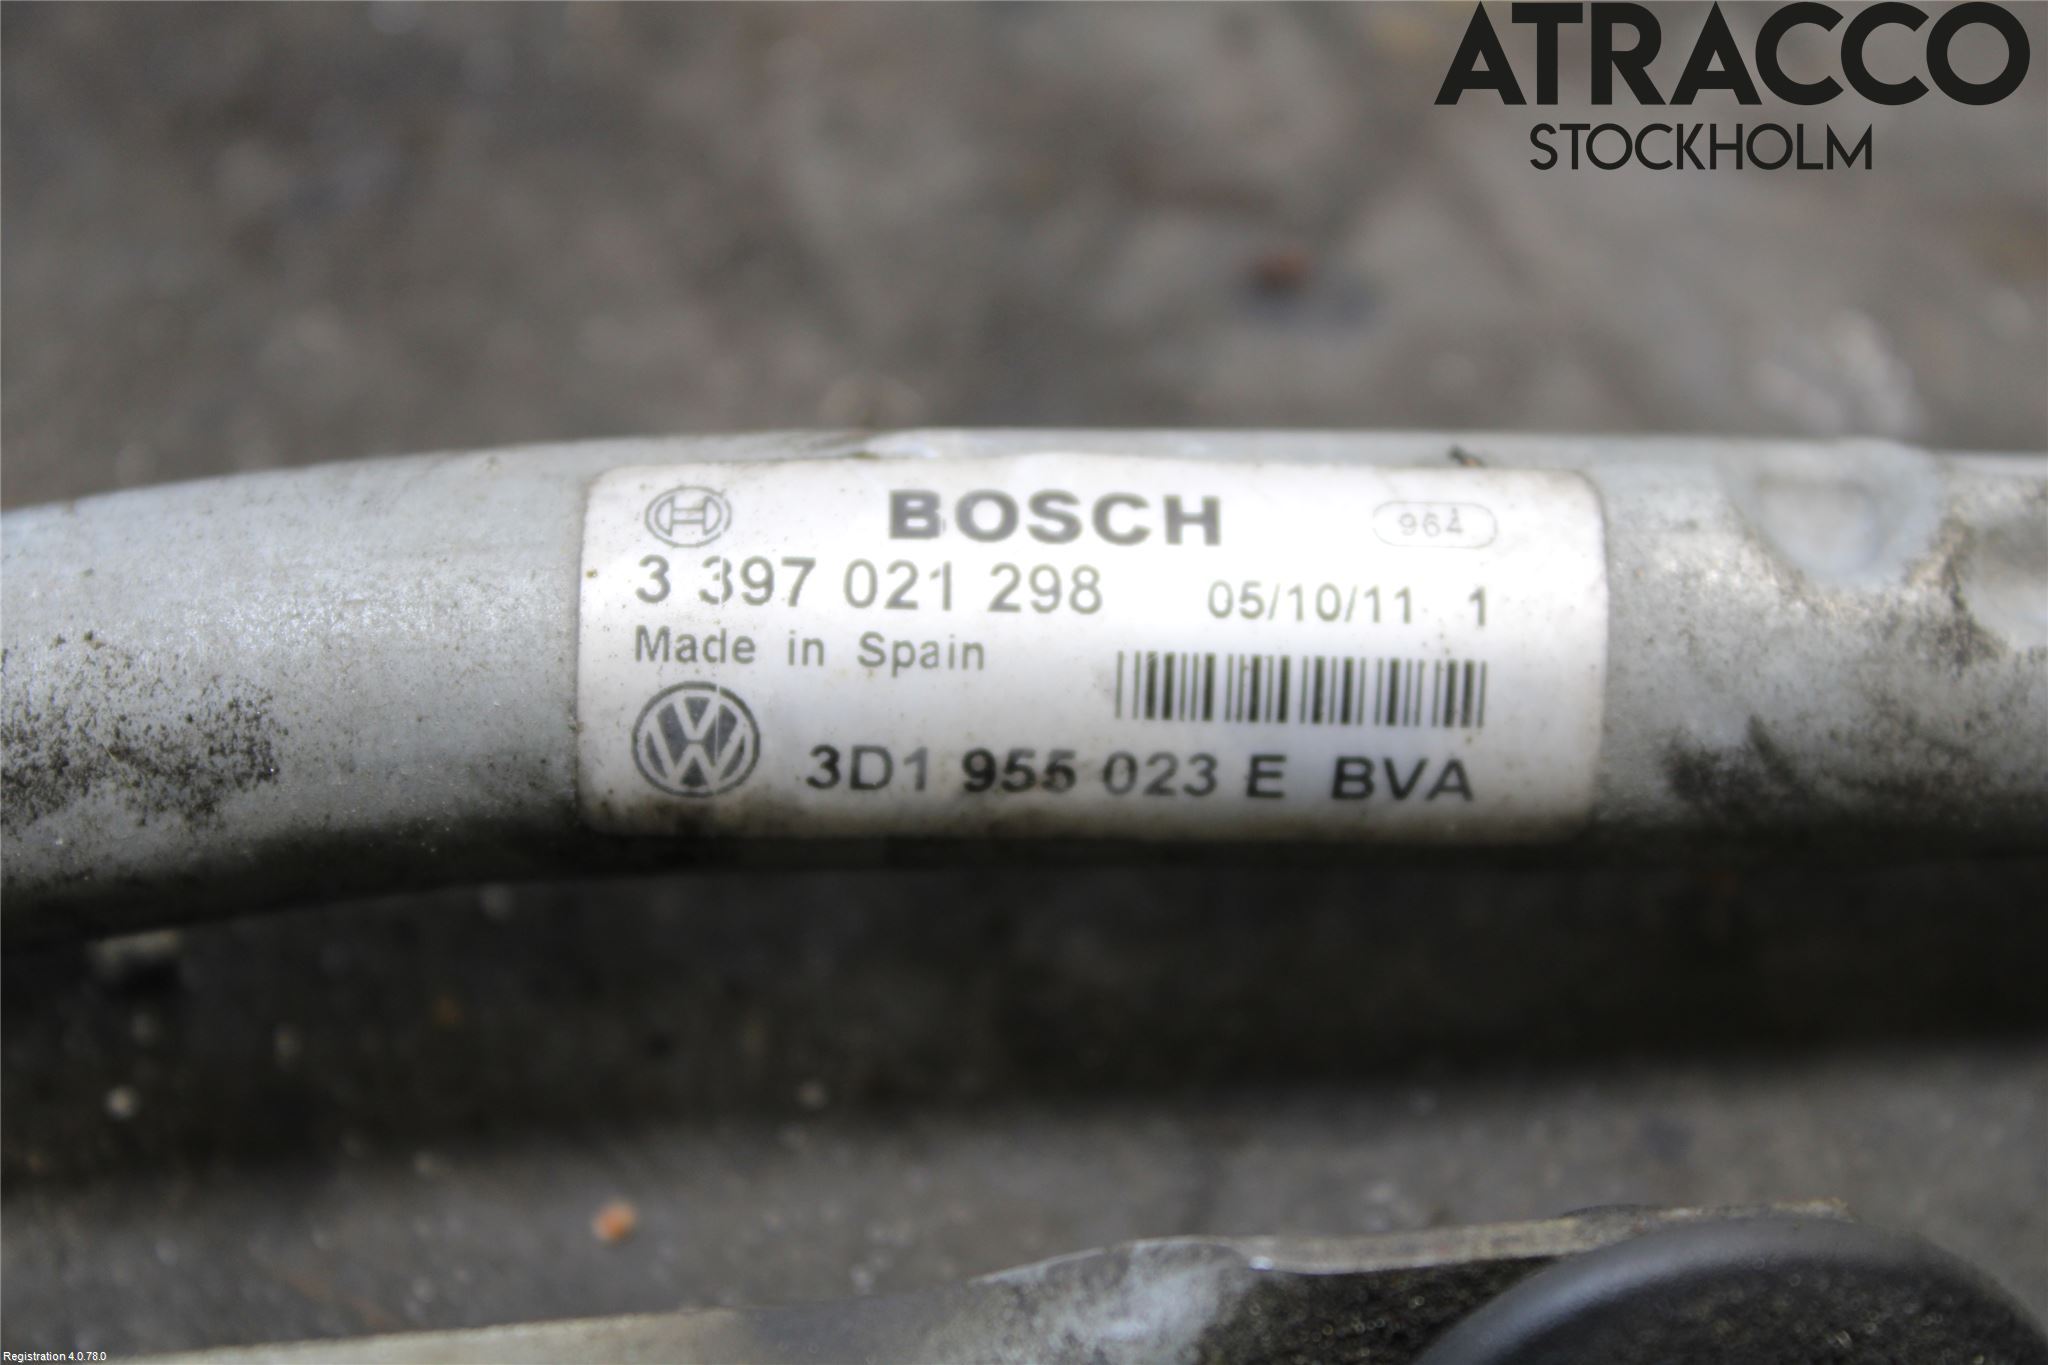 ATRACCO
STOCKHOLM
BOSCH 964
3 397 021 298 05/10/11 1
Made in Spain
3D1 955 023 E BVA
Registration 4.0.78.0